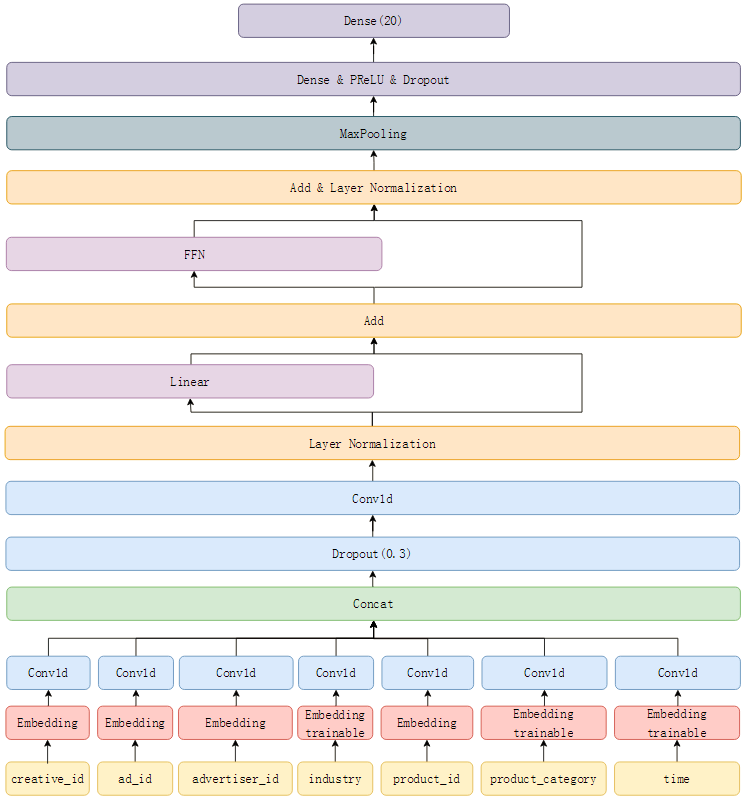 Dense(20)
Dense & PReLU & Dropout
MaxPooling
Add & Layer Normalization
FFN
Add
Linear
Layer Normalization
Conv1d
Dropout(0.3)
Concat
Conv1d
Conv1d
Conv1d
Conv1d
Conv1d
Conv1d
Conv1d
Embedding
Embedding
Embedding
Embedding
trainable
Embedding
Embedding
trainable
Embedding
trainable
creative_id
ad_id
advertiser_id
industry
product_id
product_category
time